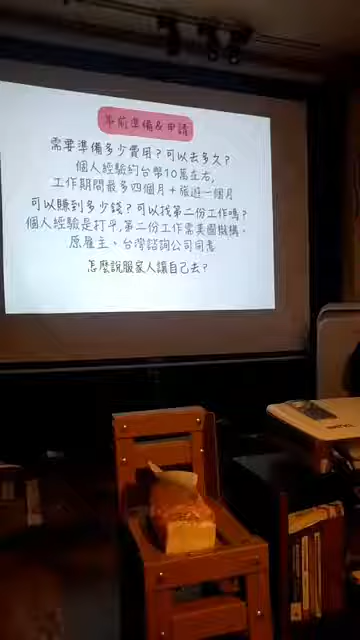 事前準備&申請
需要準備多少費用?可以去多久?
個人經驗約台幣10萬左右,
工作期間最多四個月+旅遊一個月
可以賺到多少錢?可以找第二份工作嗎?
個人經驗是打平,第二份工作需美國機構、
原雇主、台灣諮詢公司同意
怎麼說服家人讓自己去?